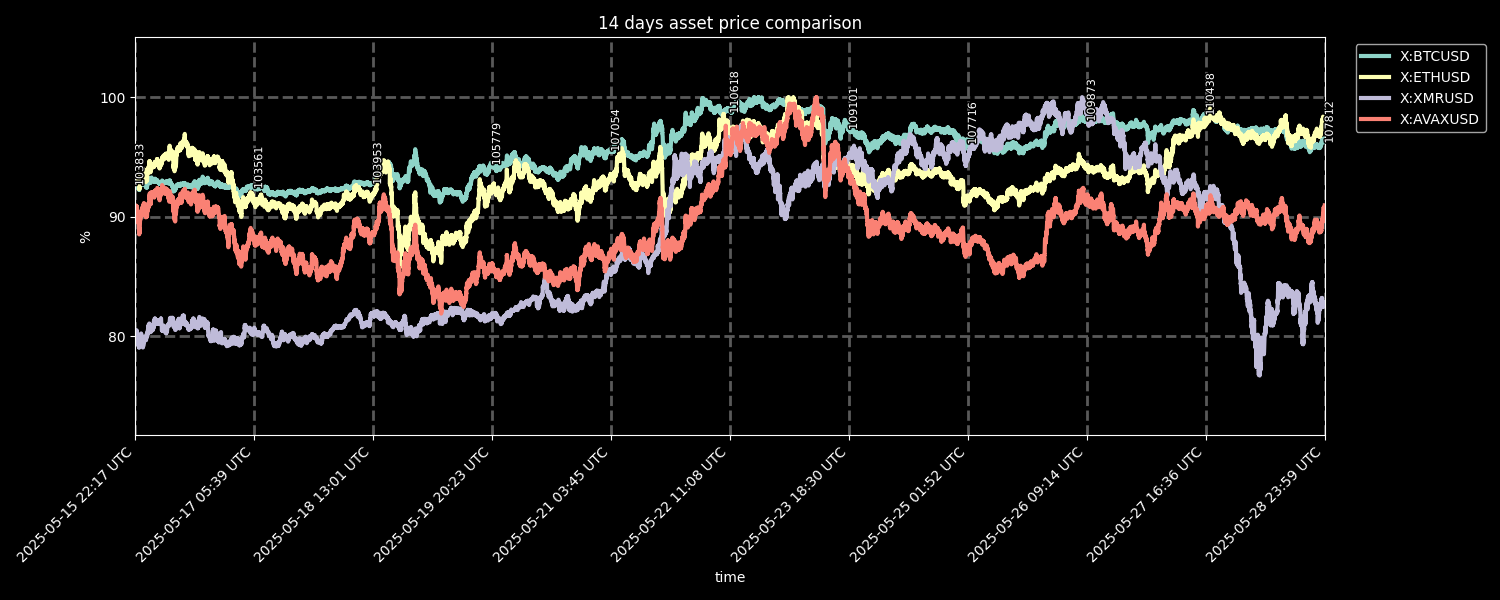 14 days asset price comparison
X:BTCUSD
X:ETHUSD
X:XMRUSD
X:AVAXUSD
100
90
80
%
103833
103561
103953
105779
107054
110618
109101
107716
109873
110438
107812
2025-05-15 22:17 UTC
2025-05-17 05:39 UTC
2025-05-18 13:01 UTC
2025-05-19 20:23 UTC
2025-05-21 03:45 UTC
2025-05-22 11:08 UTC
2025-05-23 18:30 UTC
2025-05-25 01:52 UTC
2025-05-26 09:14 UTC
2025-05-27 16:36 UTC
2025-05-28 23:59 UTC
time